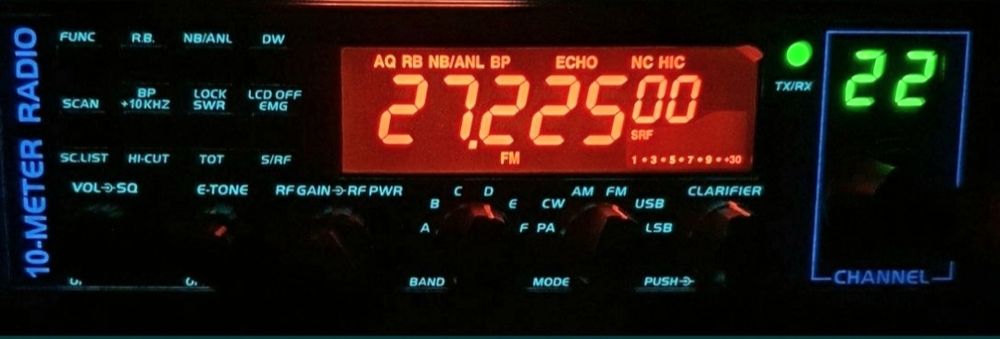 10-METER RADIO
FUNC R.B. NB/ANL DW
SCAN BP +10KHZ LOCK SWR LCD OFF EMG
SC.LIST HI-CUT TOT S/RF
AQ RB NB/ANL BP ECHO NC HIC
27.22500
SRF
FM
1•3•5•7•9•+30
TX/RX
22
VOL SQ E-TONE RF GAIN RF PWR
A B C D E F
PA CW AM FM USB LSB
CLARIFIER
BAND MODE PUSH
CHANNEL